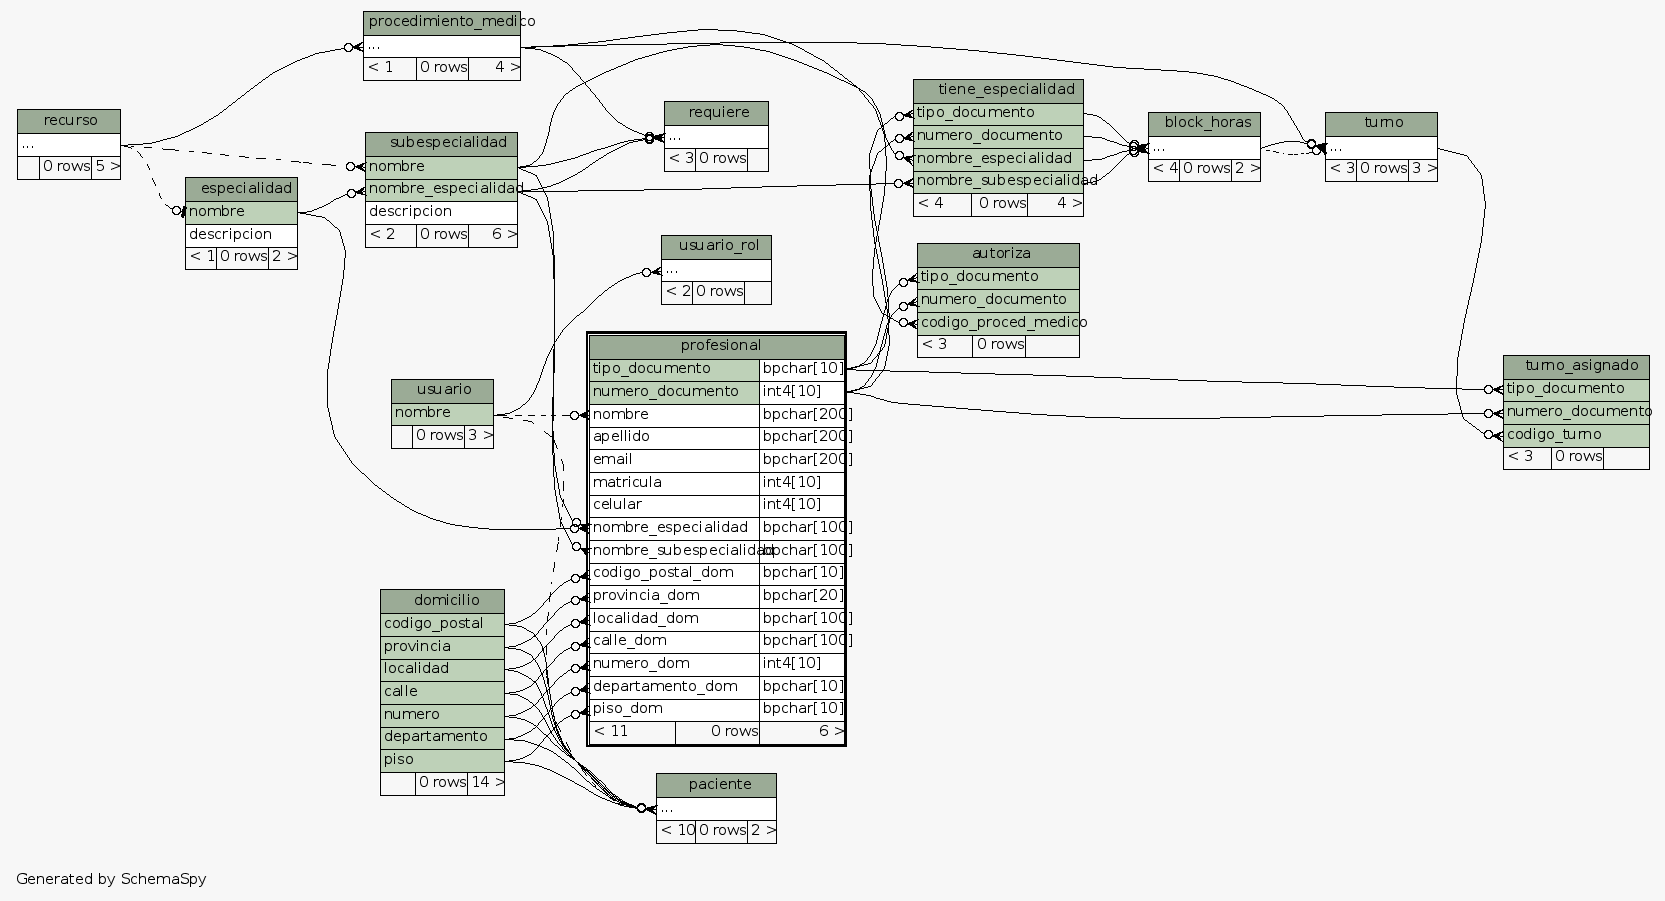 procedimiento_medico
...
< 1 0 rows 4 >
recurso
...
0 rows 5 >
subespecialidad
nombre
nombre_especialidad
descripcion
< 2 0 rows 6 >
especialidad
nombre
descripcion
< 1 0 rows 2 >
requiere
...
< 3 0 rows
tiene_especialidad
tipo_documento
numero_documento
nombre_especialidad
nombre_subespecialidad
< 4 0 rows 4 >
block_horas
...
< 4 0 rows 2 >
turno
...
< 3 0 rows 3 >
usuario_rol
...
< 2 0 rows
autoriza
tipo_documento
numero_documento
codigo_proced_medico
< 3 0 rows
usuario
nombre
0 rows 3 >
profesional
tipo_documento bpchar[10]
numero_documento int4[10]
nombre bpchar[200]
apellido bpchar[200]
email bpchar[200]
matricula int4[10]
celular int4[10]
nombre_especialidad bpchar[100]
nombre_subespecialidad bpchar[100]
codigo_postal_dom bpchar[10]
provincia_dom bpchar[20]
localidad_dom bpchar[100]
calle_dom bpchar[100]
numero_dom int4[10]
departamento_dom bpchar[10]
piso_dom bpchar[10]
< 11 0 rows 6 >
turno_asignado
tipo_documento
numero_documento
codigo_turno
< 3 0 rows
domicilio
codigo_postal
provincia
localidad
calle
numero
departamento
piso
0 rows 14 >
paciente
...
< 10 0 rows 2 >
Generated by SchemaSpy